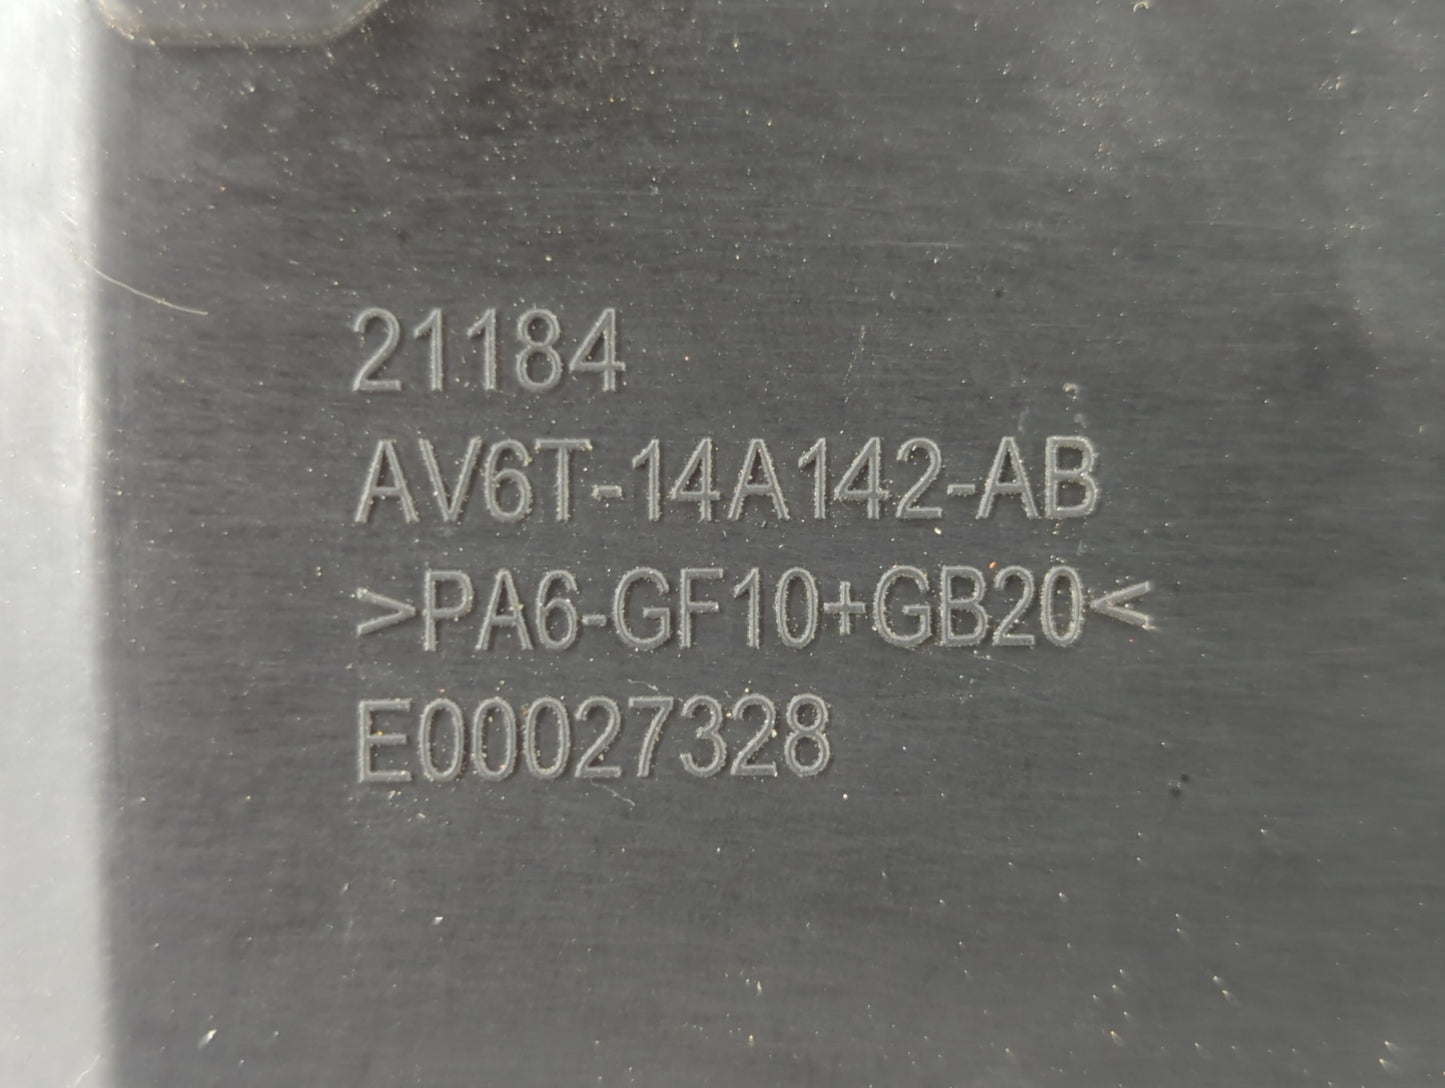 21184
AV6T-14A142-AB
>PA6-GF10+GB20<
E00027328